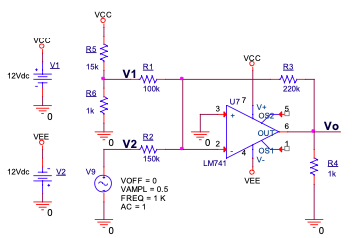 VCC
VCC
VCC
R5
15k
V1
R1
100k
R3
220k
V1
12Vdc
0
R6
1k
0
U7
7
V+
5
OS2
3
+
0
OUT
6
Vo
2
-
OS1
1
4
V-
LM741
VEE
V2
R2
150k
R4
1k
0
VEE
12Vdc
V2
0
V9
VOFF = 0
VAMPL = 0.5
FREQ = 1 K
AC = 1
0